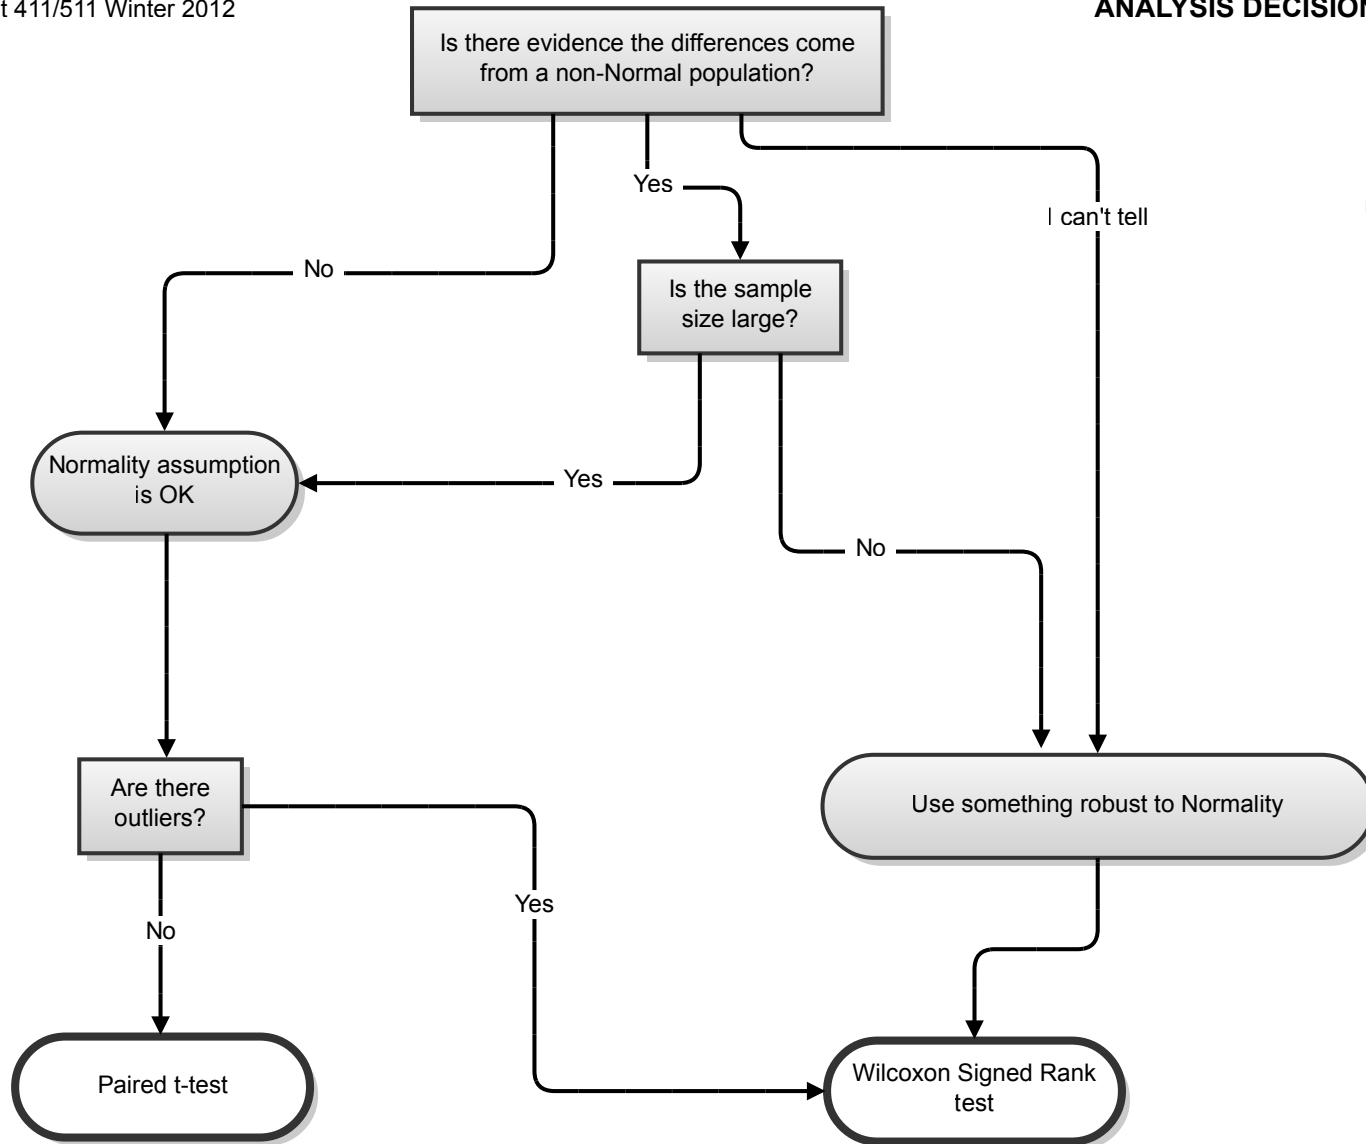 t 411/511 Winter 2012
ANALYSIS DECISION
Is there evidence the differences come
from a non-Normal population?
Yes
I can't tell
No
Is the sample
size large?
Normality assumption
is OK
Yes
No
Are there
outliers?
Use something robust to Normality
Yes
No
Paired t-test
Wilcoxon Signed Rank
test